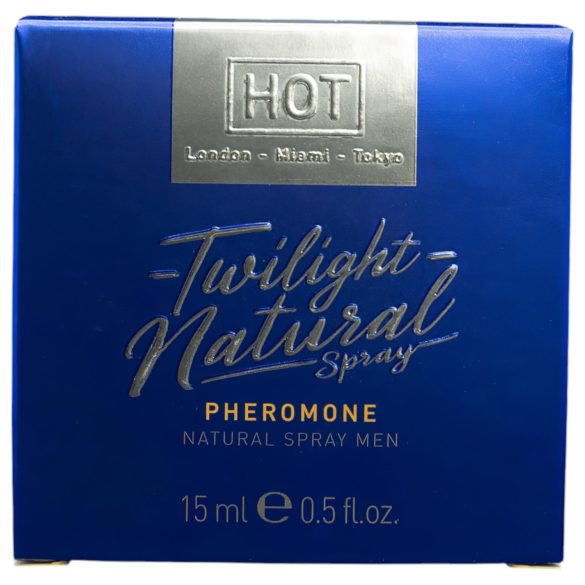 HOT
London - Miami - Tokyo
-Twilight-
Natural
Spray
PHEROMONE
NATURAL SPRAY MEN
15 ml e 0.5 fl.oz.